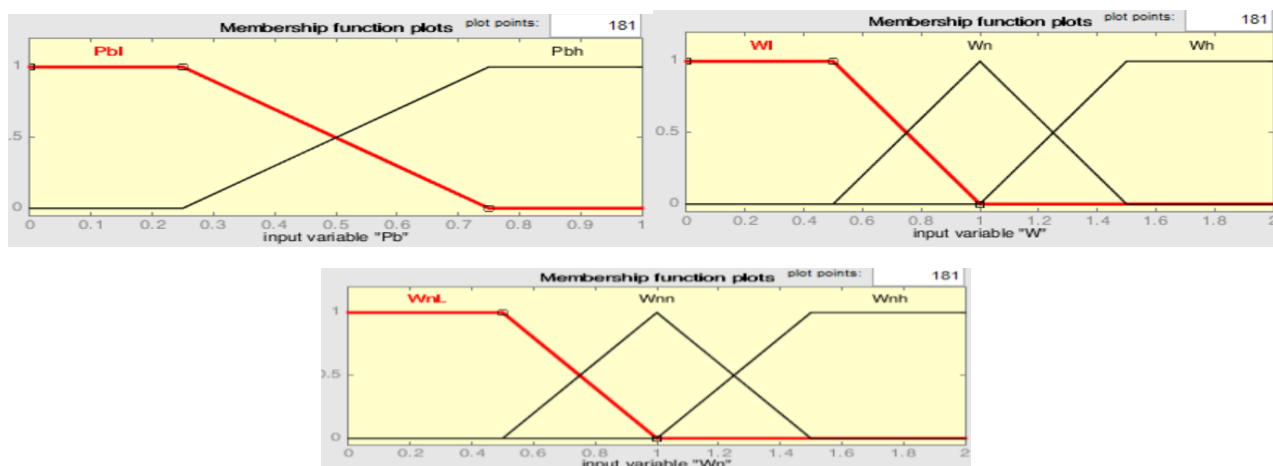 Membership function plots plot points: 181
Pbl Pbh
1
.5
0
0 0.1 0.2 0.3 0.4 0.5 0.6 0.7 0.8 0.9 1
input variable "Pb"
Membership function plots plot points: 181
Wl Wn Wh
1
0.5
0
0 0.2 0.4 0.6 0.8 1 1.2 1.4 1.6 1.8 2
input variable "W"
Membership function plots plot points: 181
WnL Wnn Wnh
1
0.5
0
0 0.2 0.4 0.6 0.8 1 1.2 1.4 1.6 1.8 2
input variable "Wn"